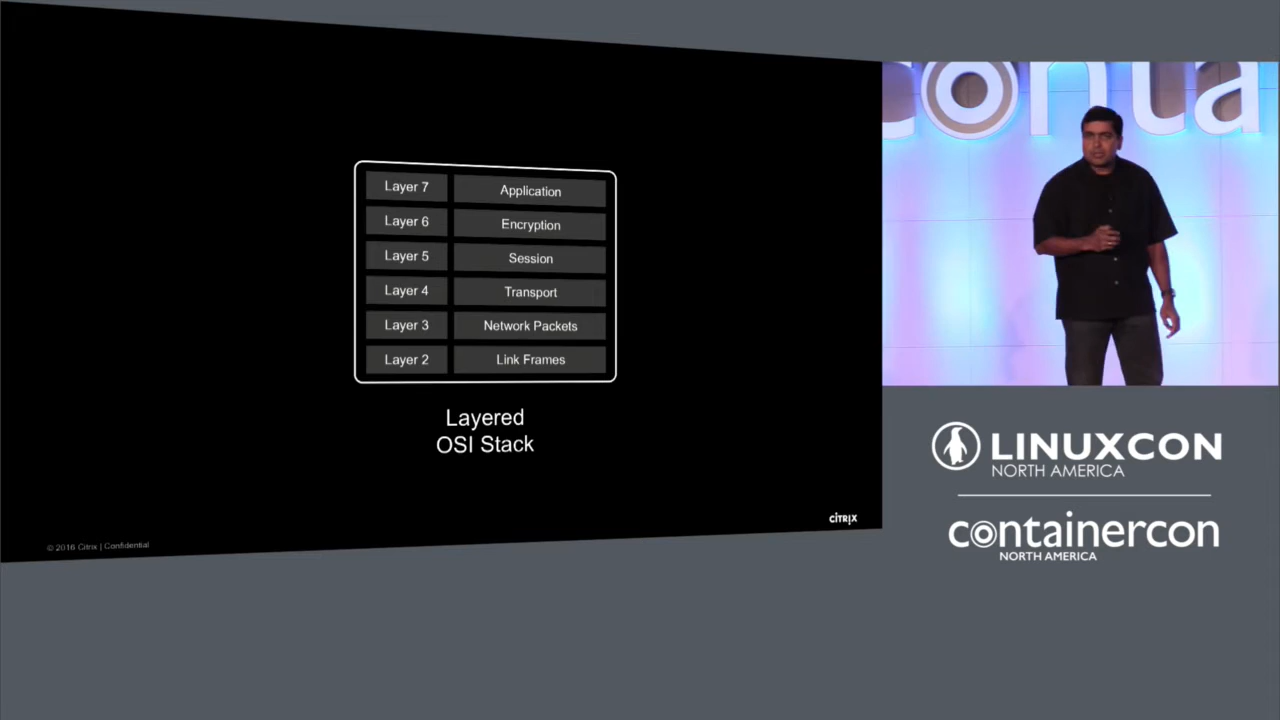 Layer 7 Application
Layer 6 Encryption
Layer 5 Session
Layer 4 Transport
Layer 3 Network Packets
Layer 2 Link Frames
Layered
OSI Stack
© 2016 Citrix | Confidential
CITRIX
conta
LINUXCON
NORTH AMERICA
containercon
NORTH AMERICA